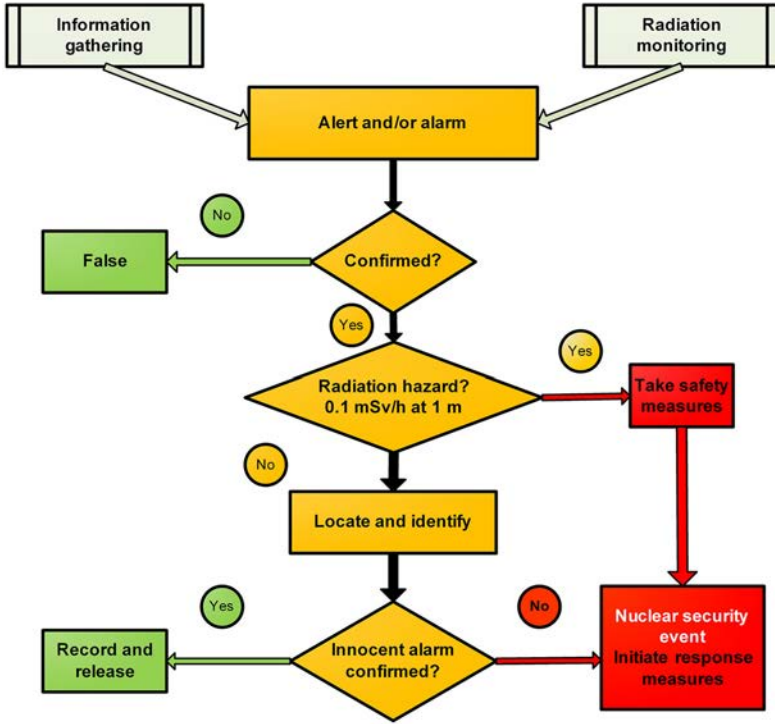 Information
gathering
Radiation
monitoring
Alert and/or alarm
No
False
Confirmed?
Yes
Yes
Radiation hazard?
0.1 mSv/h at 1 m
Take safety
measures
No
Locate and identify
Yes
No
Record and
release
Innocent alarm
confirmed?
Nuclear security
event
Initiate response
measures